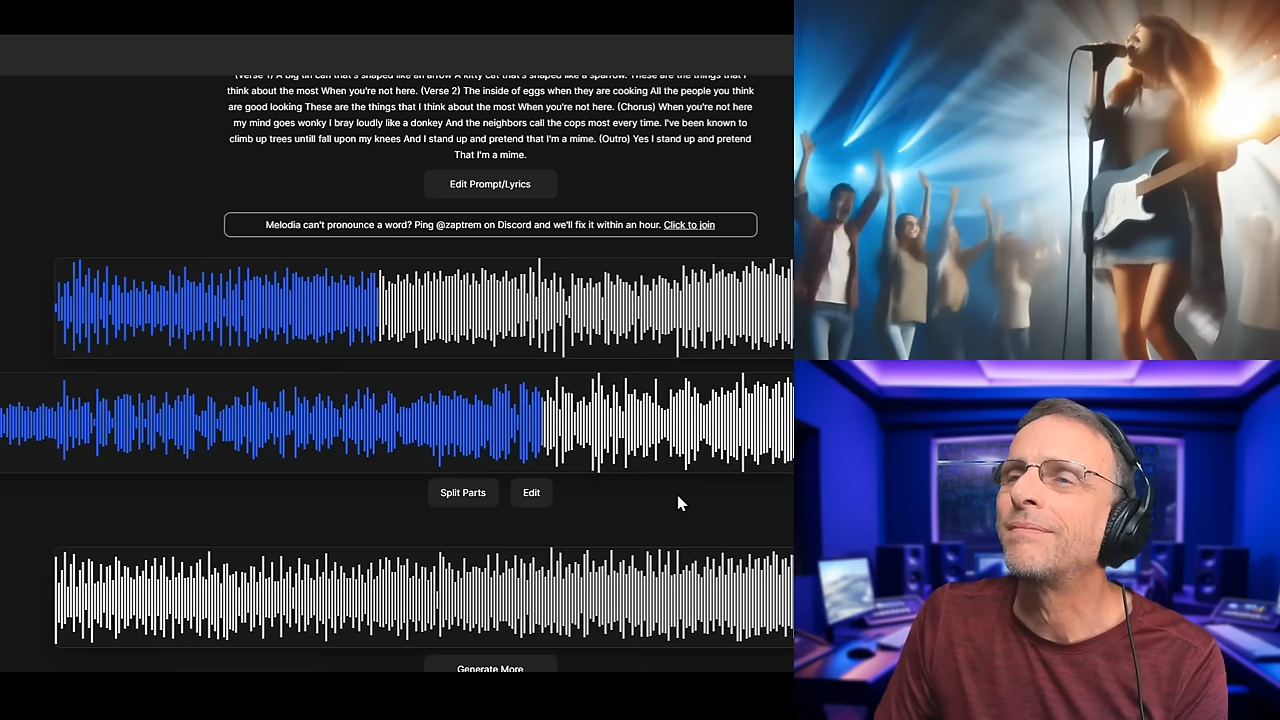 (Verse 1) A big tin can that's shaped like an arrow A kitty cat that's shaped like a sparrow. These are the things that I
think about the most When you're not here. (Verse 2) The inside of eggs when they are cooking All the people you think
are good looking These are the things that I think about the most When you're not here. (Chorus) When you're not here
my mind goes wonky I bray loudly like a donkey And the neighbors call the cops most every time. I've been known to
climb up trees untill fall upon my knees And I stand up and pretend that I'm a mime. (Outro) Yes I stand up and pretend
That I'm a mime.
Edit Prompt/Lyrics
Melodia can't pronounce a word? Ping @zaptrem on Discord and we'll fix it within an hour. Click to join
Split Parts
Edit
Generate More